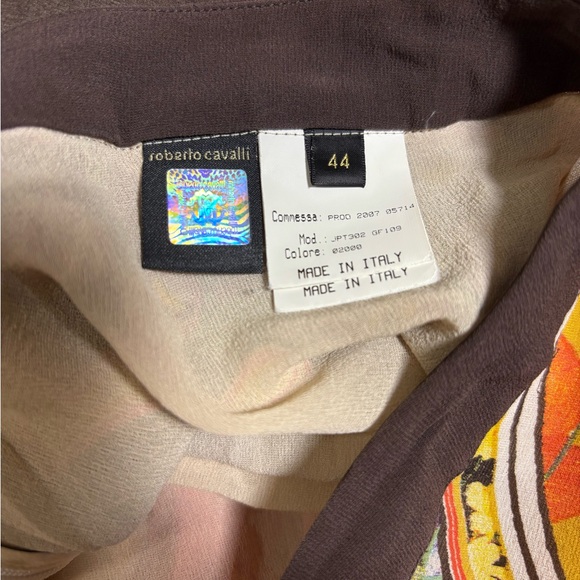 roberto cavalli
44
Commessa: PROD 2007 05714
Mod.: JPT302 GF109
Colore: 02000
MADE IN ITALY
MADE IN ITALY